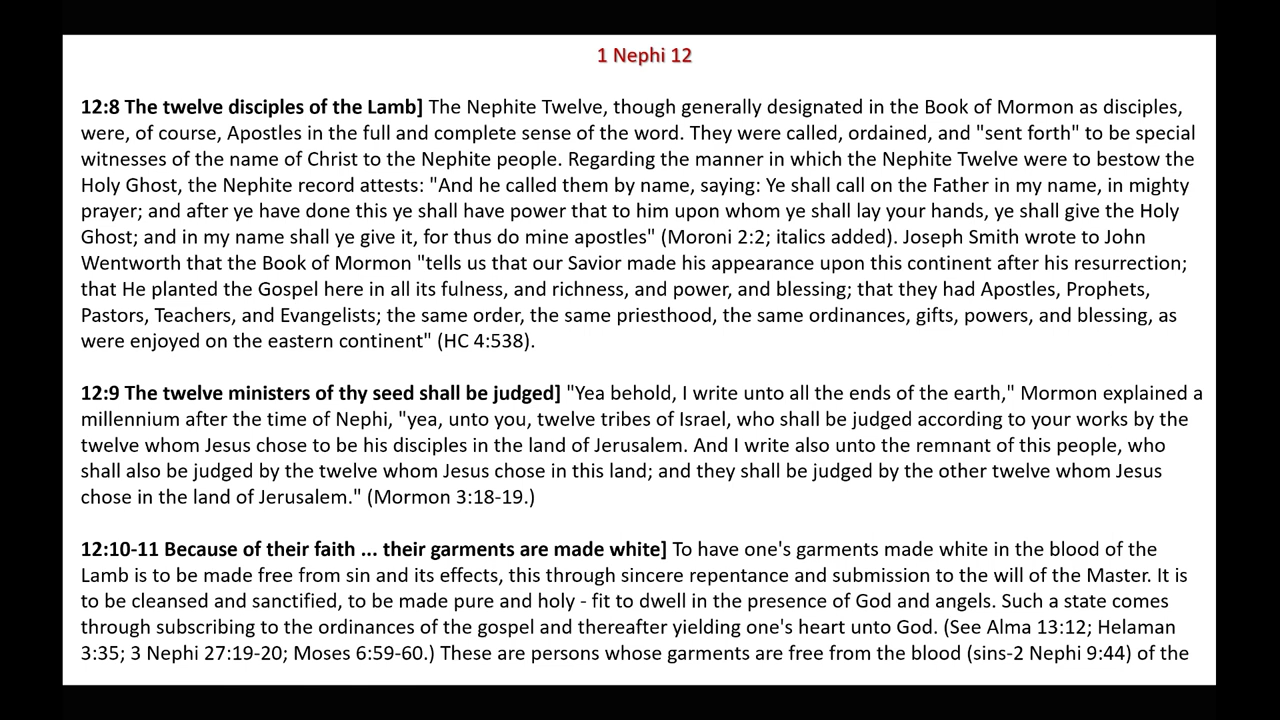 1 Nephi 12
12:8 The twelve disciples of the Lamb] The Nephite Twelve, though generally designated in the Book of Mormon as disciples,
were, of course, Apostles in the full and complete sense of the word. They were called, ordained, and "sent forth" to be special
witnesses of the name of Christ to the Nephite people. Regarding the manner in which the Nephite Twelve were to bestow the
Holy Ghost, the Nephite record attests: "And he called them by name, saying: Ye shall call on the Father in my name, in mighty
prayer; and after ye have done this ye shall have power that to him upon whom ye shall lay your hands, ye shall give the Holy
Ghost; and in my name shall ye give it, for thus do mine apostles" (Moroni 2:2; italics added). Joseph Smith wrote to John
Wentworth that the Book of Mormon "tells us that our Savior made his appearance upon this continent after his resurrection;
that He planted the Gospel here in all its fulness, and richness, and power, and blessing; that they had Apostles, Prophets,
Pastors, Teachers, and Evangelists; the same order, the same priesthood, the same ordinances, gifts, powers, and blessing, as
were enjoyed on the eastern continent" (HC 4:538).
12:9 The twelve ministers of thy seed shall be judged] "Yea behold, I write unto all the ends of the earth," Mormon explained a
millennium after the time of Nephi, "yea, unto you, twelve tribes of Israel, who shall be judged according to your works by the
twelve whom Jesus chose to be his disciples in the land of Jerusalem. And I write also unto the remnant of this people, who
shall also be judged by the twelve whom Jesus chose in this land; and they shall be judged by the other twelve whom Jesus
chose in the land of Jerusalem." (Mormon 3:18-19.)
12:10-11 Because of their faith ... their garments are made white] To have one's garments made white in the blood of the
Lamb is to be made free from sin and its effects, this through sincere repentance and submission to the will of the Master. It is
to be cleansed and sanctified, to be made pure and holy - fit to dwell in the presence of God and angels. Such a state comes
through subscribing to the ordinances of the gospel and thereafter yielding one's heart unto God. (See Alma 13:12; Helaman
3:35; 3 Nephi 27:19-20; Moses 6:59-60.) These are persons whose garments are free from the blood (sins-2 Nephi 9:44) of the